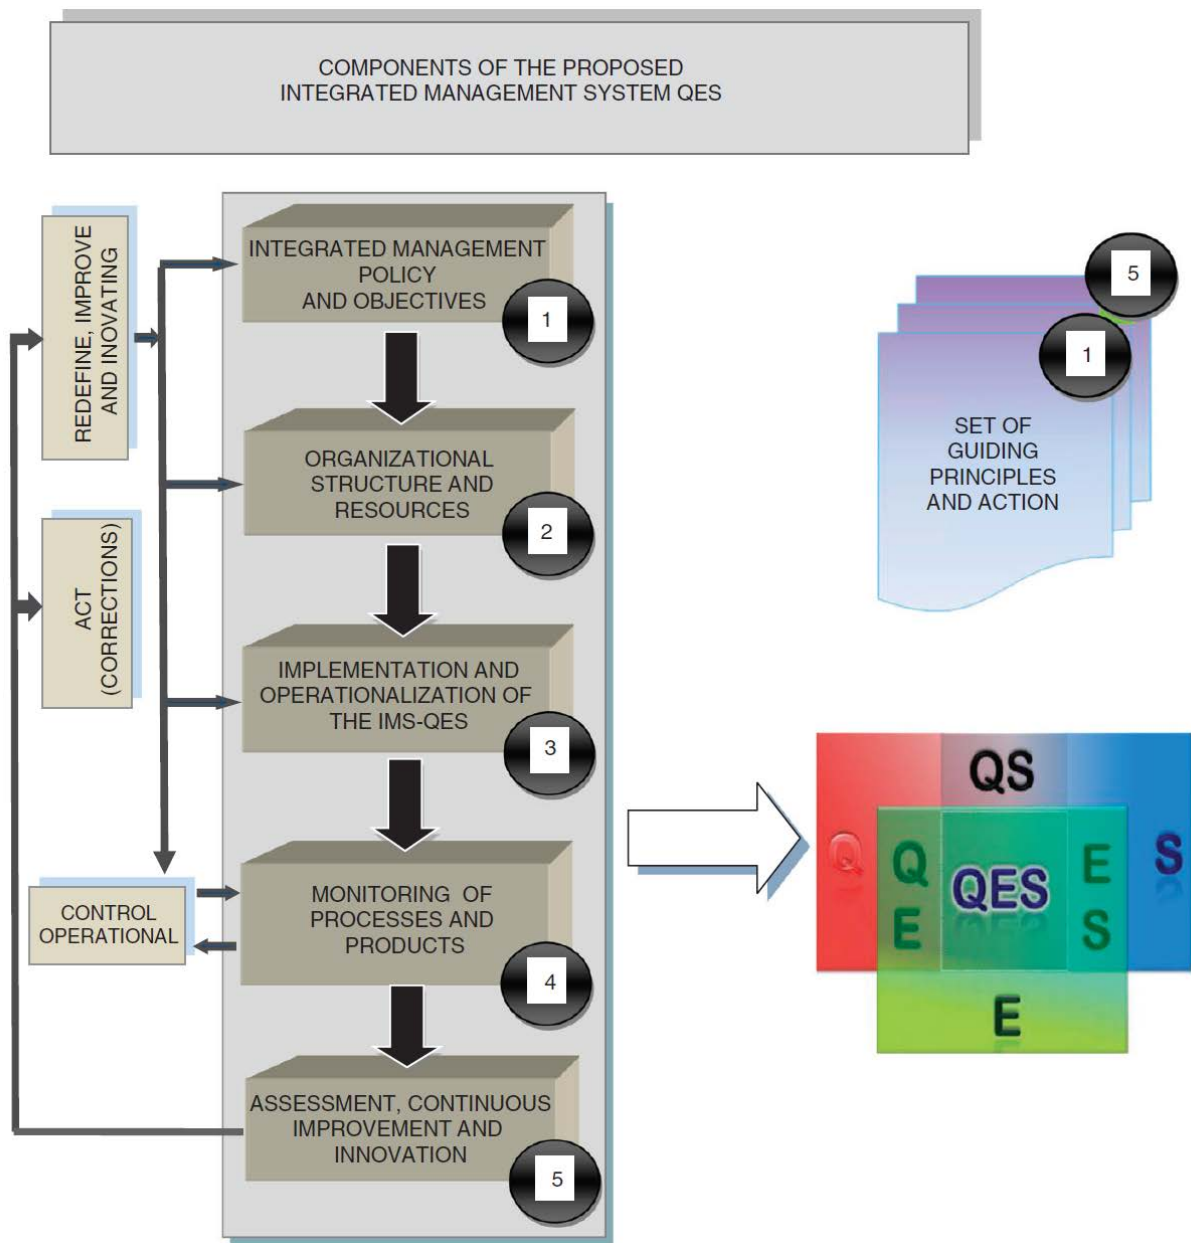 COMPONENTS OF THE PROPOSED
INTEGRATED MANAGEMENT SYSTEM QES
REDEFINE, IMPROVE
AND INOVATING
ACT
(CORRECTIONS)
CONTROL
OPERATIONAL
INTEGRATED MANAGEMENT
POLICY
AND OBJECTIVES
1
ORGANIZATIONAL
STRUCTURE AND
RESOURCES
2
IMPLEMENTATION AND
OPERATIONALIZATION OF
THE IMS-QES
3
MONITORING OF
PROCESSES AND
PRODUCTS
4
ASSESSMENT, CONTINUOUS
IMPROVEMENT AND
INNOVATION
5
5
1
SET OF
GUIDING
PRINCIPLES
AND ACTION
QS
Q
Q
E
QES
E
S
S
E